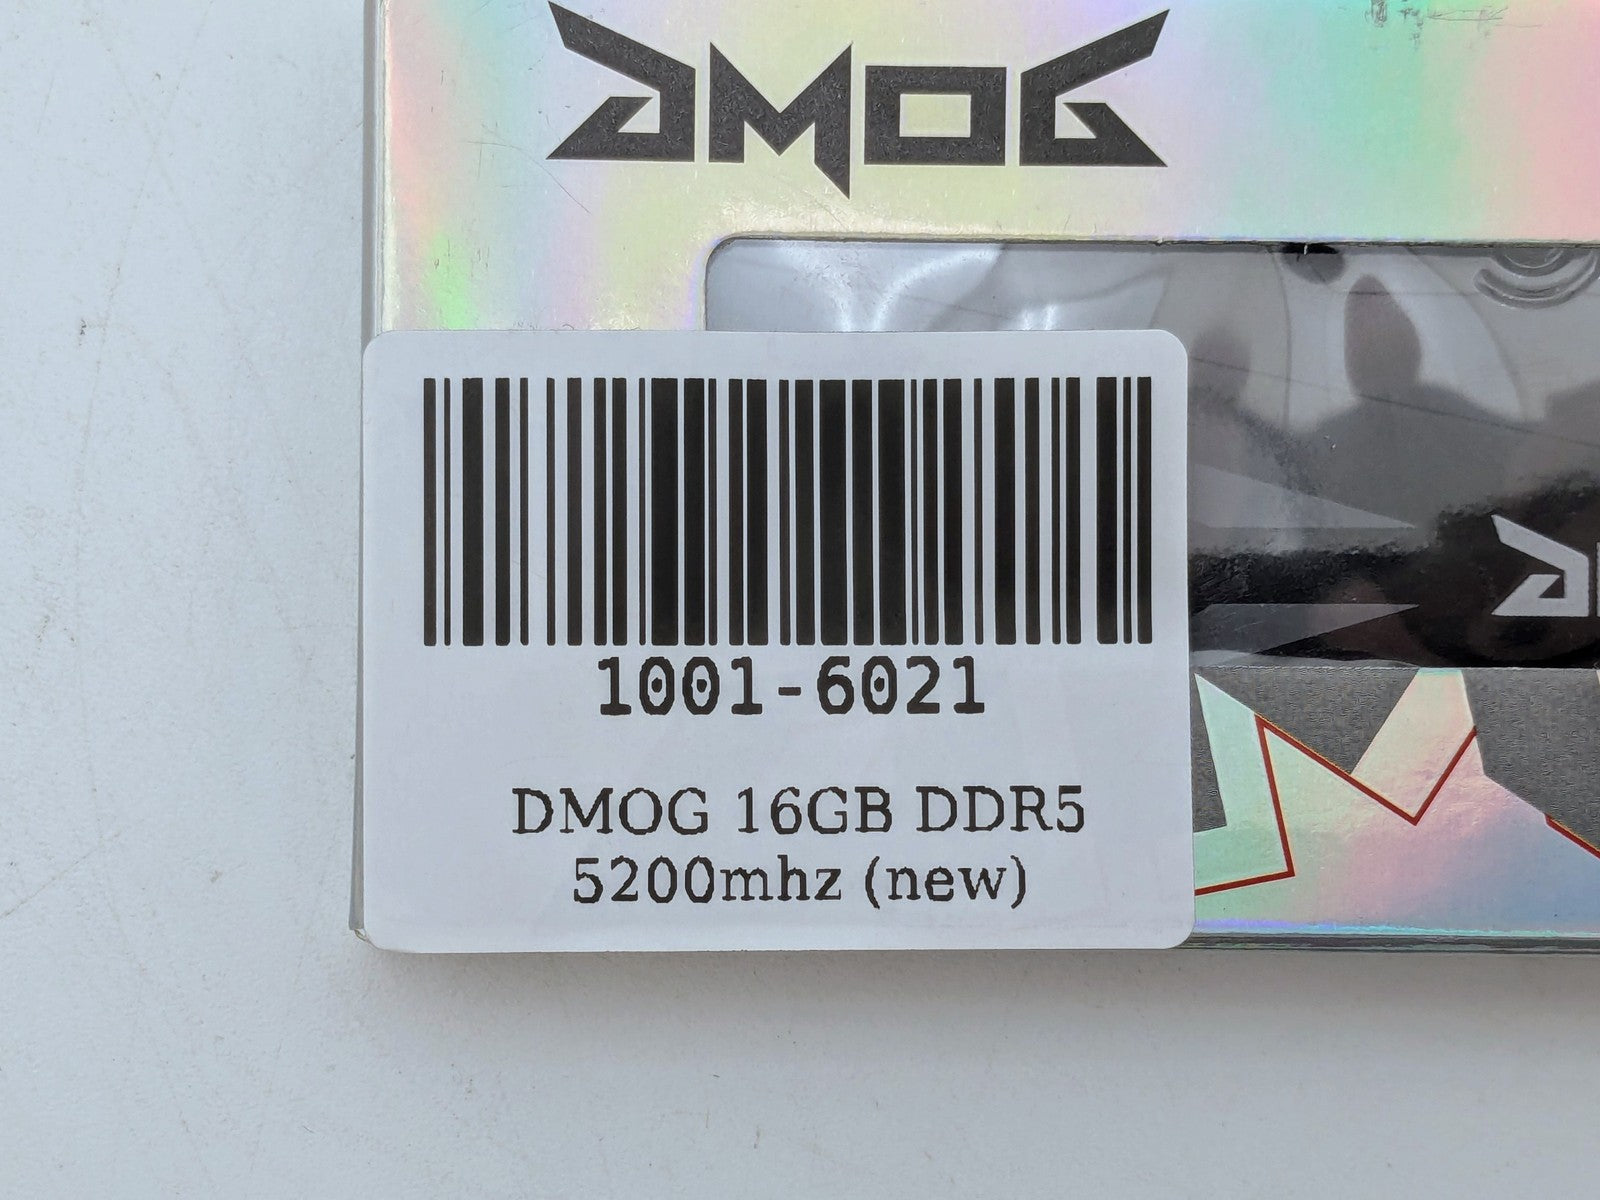 DMOG
1001-6021
DMOG 16GB DDR5
5200mhz (new)